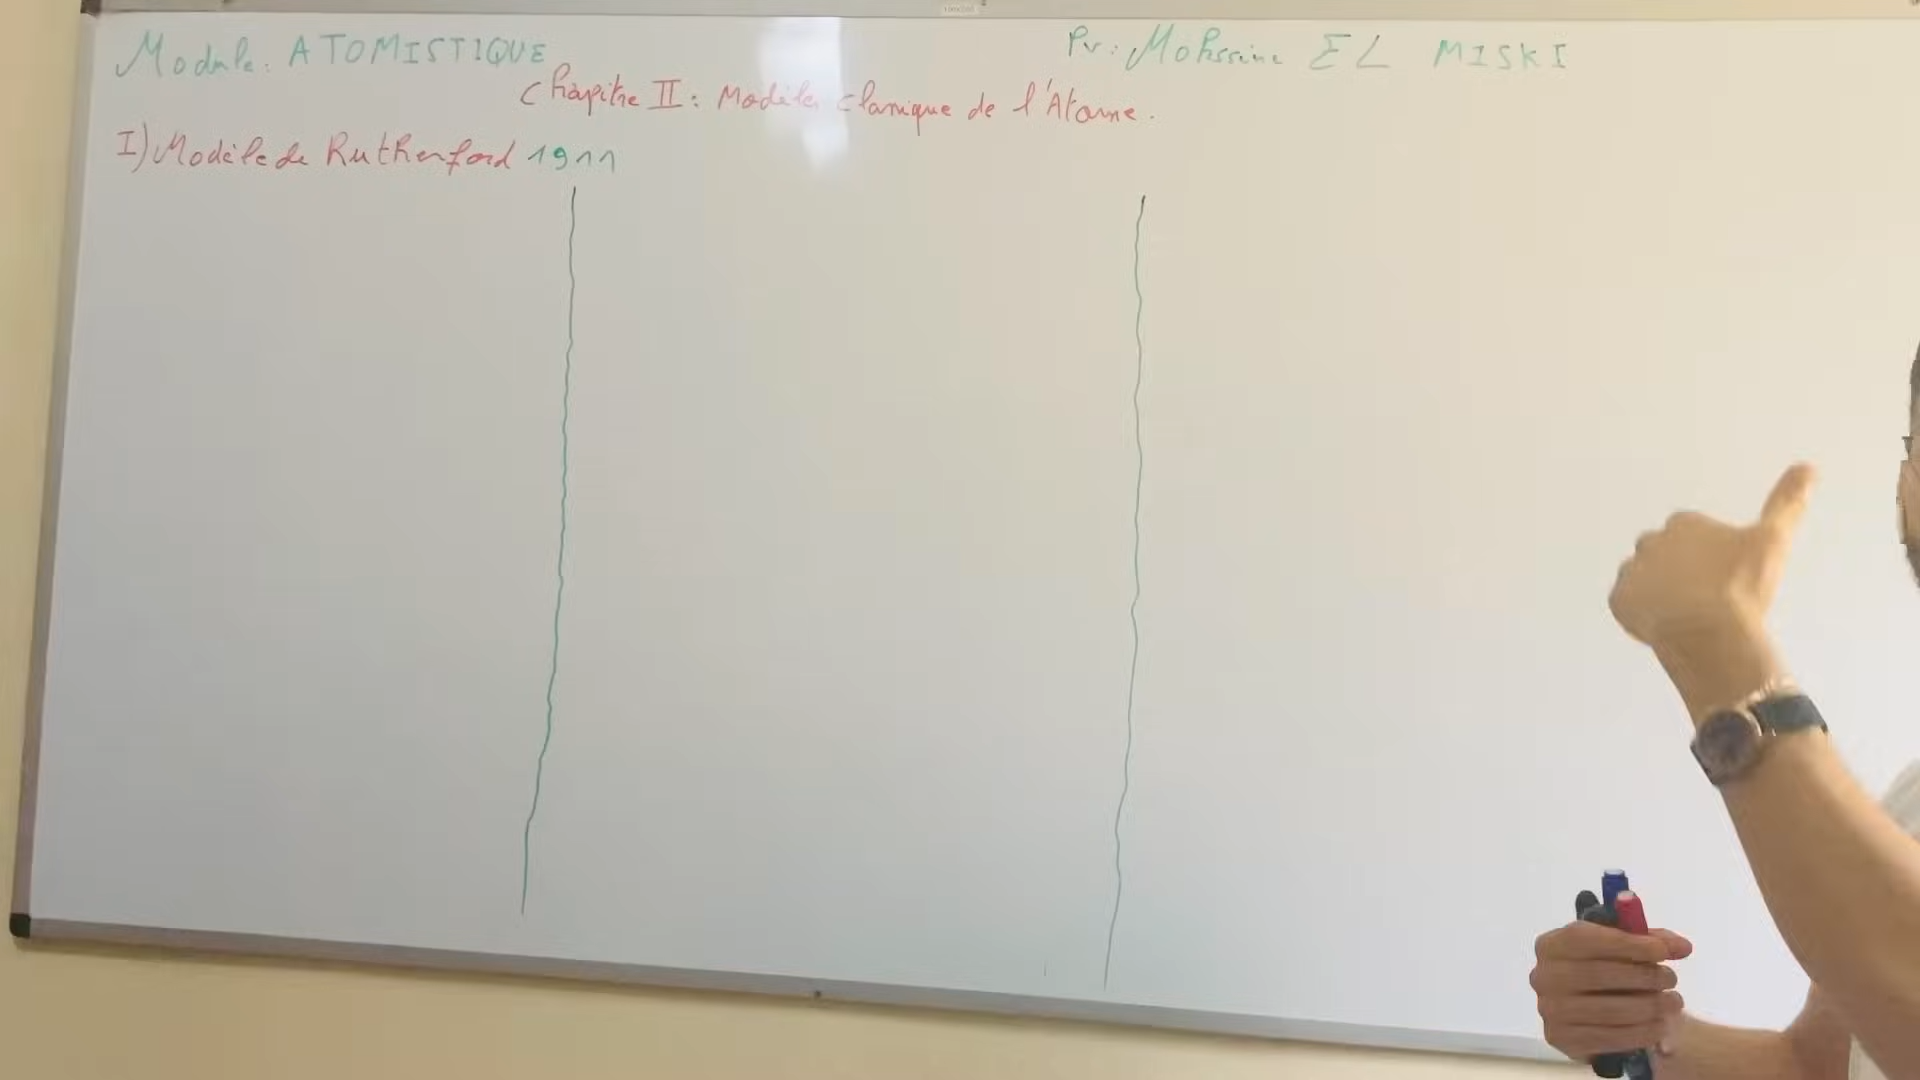 Module: ATOMISTIQUE
Pr: Mohssine EL MISKI
Chapitre II: Modèle classique de l'Atome.
I) Modèle de Rutherford 1911